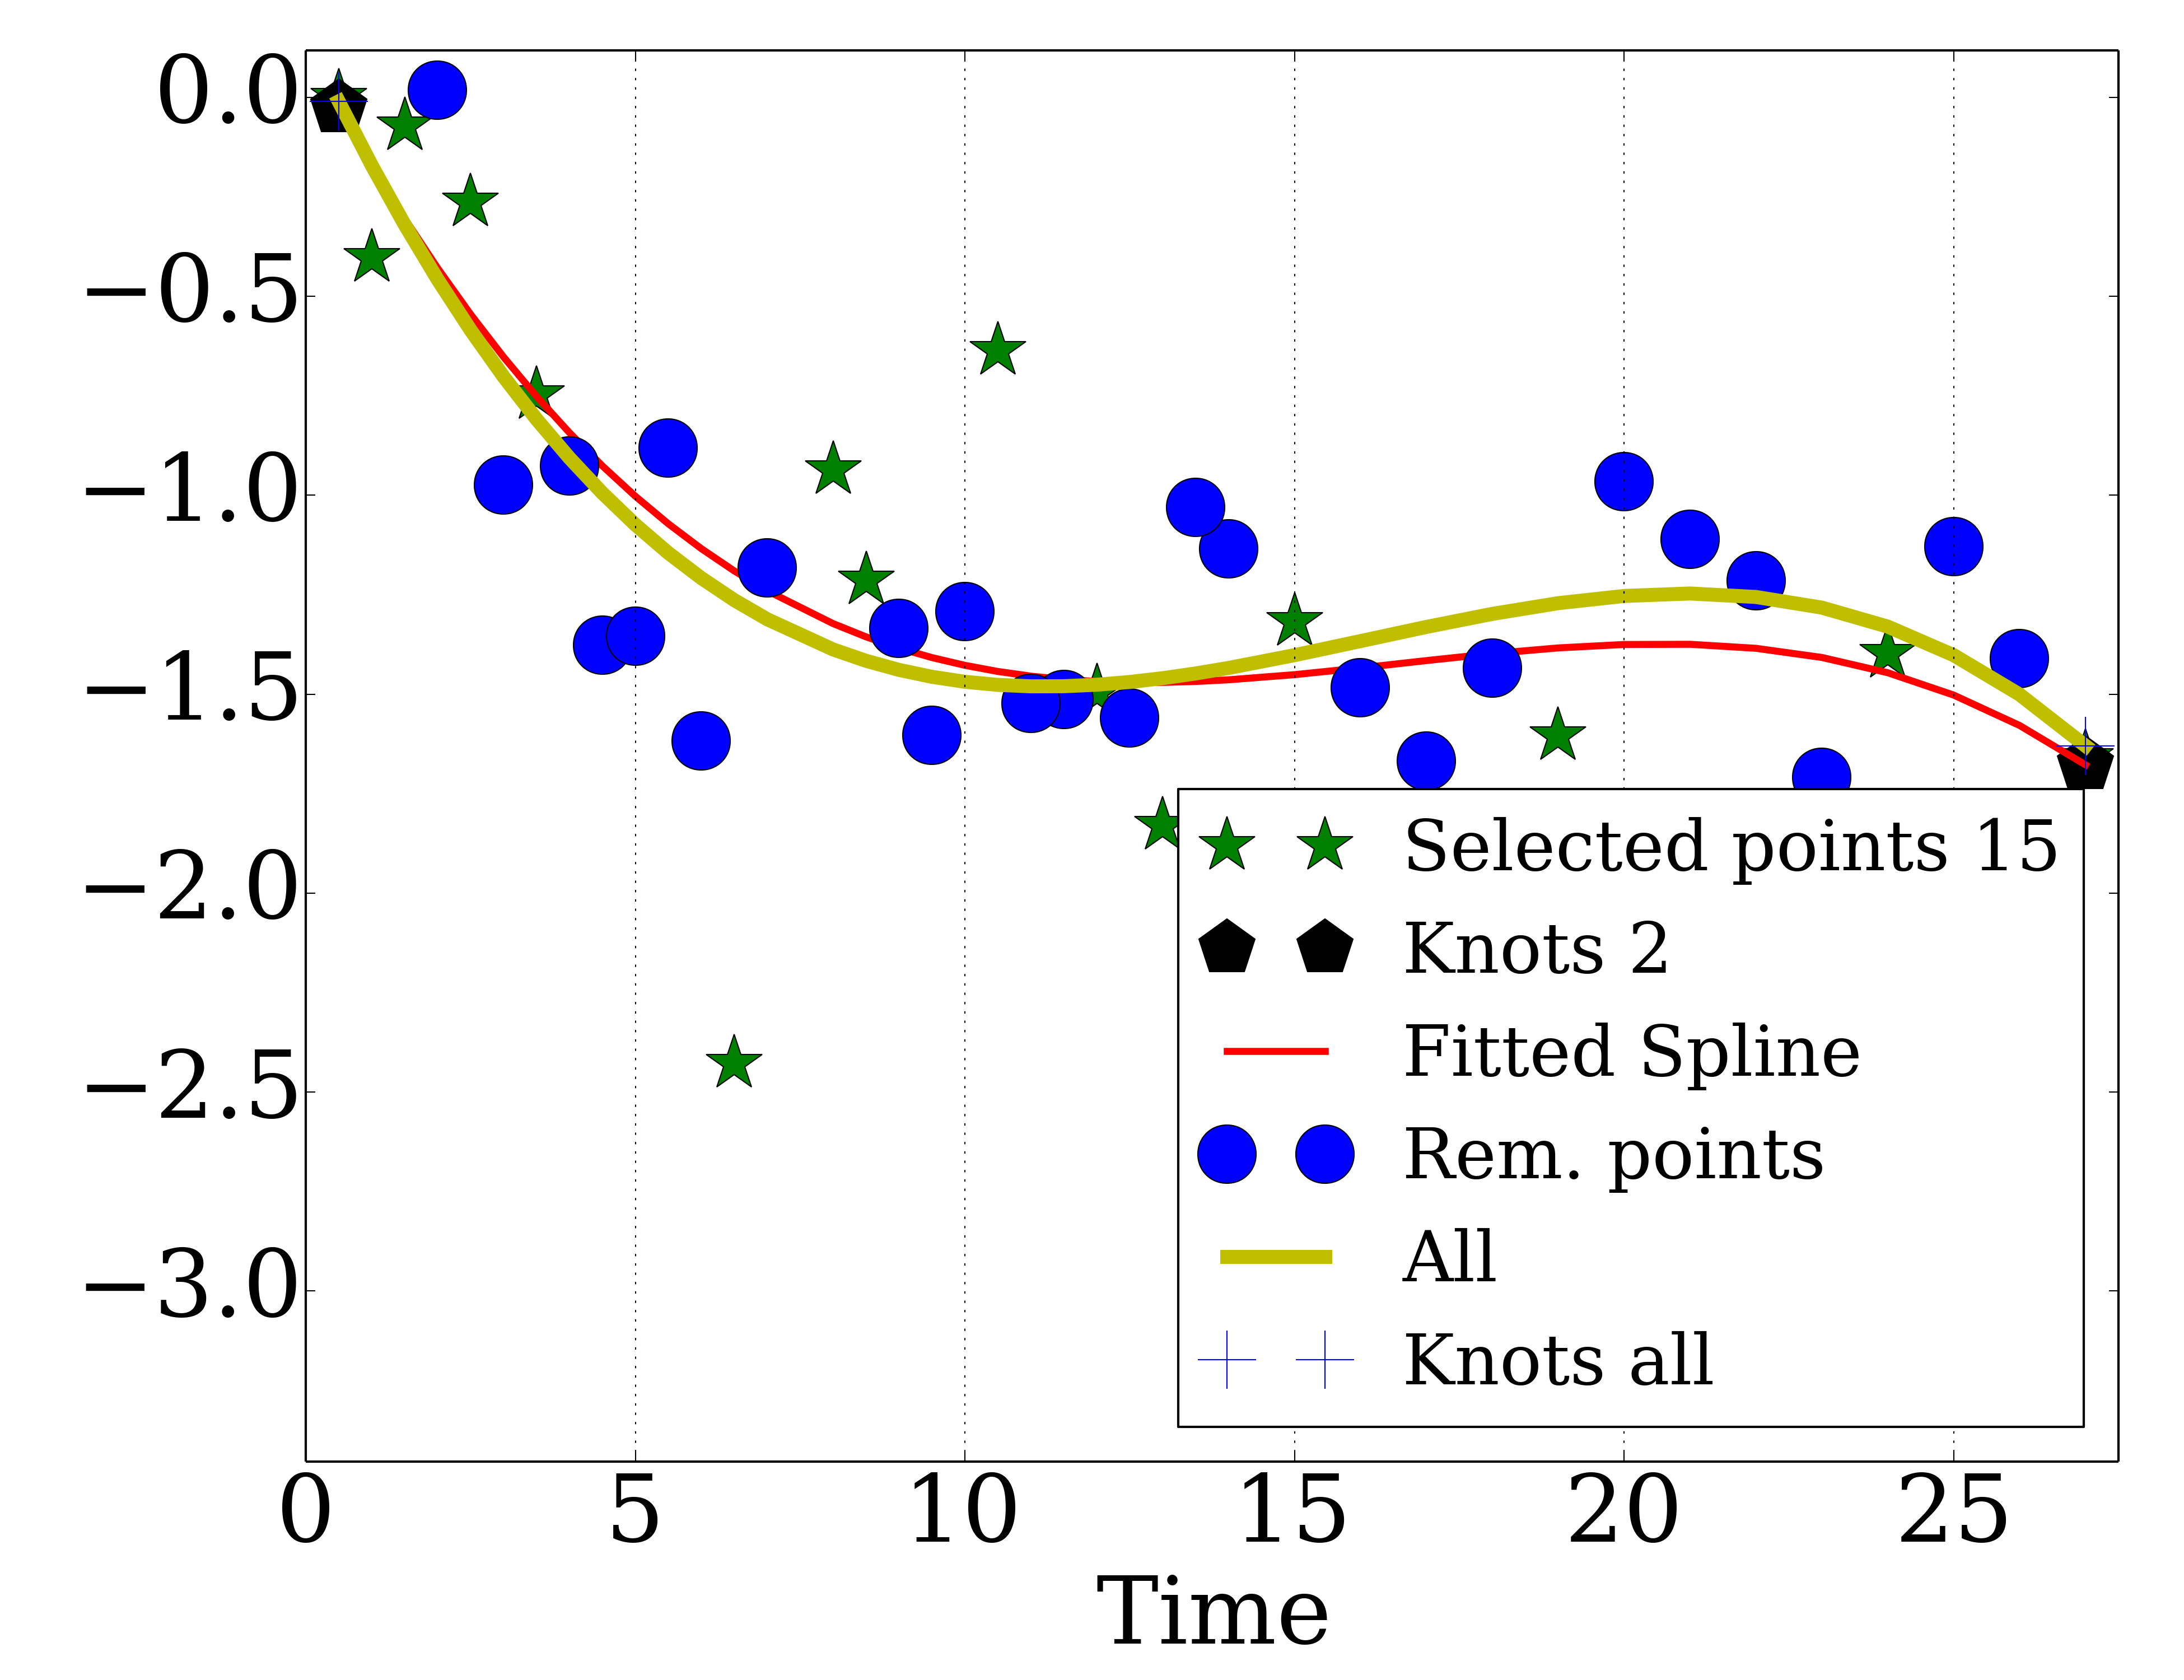 0.0
−0.5
−1.0
−1.5
−2.0
−2.5
−3.0
Selected points 15
Knots 2
Fitted Spline
Rem. points
All
Knots all
0 5 10 15 20 25
Time